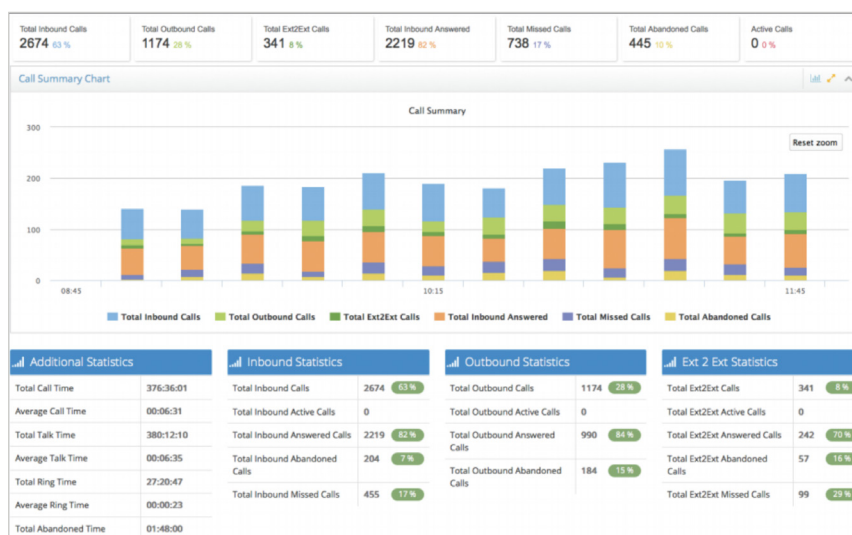 Total Inbound Calls
2674 63 %
Total Outbound Calls
1174 28 %
Total Ext2Ext Calls
341 8 %
Total Inbound Answered
2219 82 %
Total Missed Calls
738 17 %
Total Abandoned Calls
445 10 %
Active Calls
0 0 %
Call Summary Chart
Call Summary
Reset zoom
300
200
100
0
08:45 10:15 11:45
Total Inbound Calls Total Outbound Calls Total Ext2Ext Calls Total Inbound Answered Total Missed Calls Total Abandoned Calls
Additional Statistics
Total Call Time 376:36:01
Average Call Time 00:06:31
Total Talk Time 380:12:10
Average Talk Time 00:06:35
Total Ring Time 27:20:47
Average Ring Time 00:00:23
Total Abandoned Time 01:48:00
Inbound Statistics
Total Inbound Calls 2674 63 %
Total Inbound Active Calls 0
Total Inbound Answered Calls 2219 82 %
Total Inbound Abandoned 204 7 %
Calls
Total Inbound Missed Calls 455 17 %
Outbound Statistics
Total Outbound Calls 1174 28 %
Total Outbound Active Calls 0
Total Outbound Answered 990 84 %
Calls
Total Outbound Abandoned 184 15 %
Calls
Ext 2 Ext Statistics
Total Ext2Ext Calls 341 8 %
Total Ext2Ext Active Calls 0
Total Ext2Ext Answered Calls 242 70 %
Total Ext2Ext Abandoned 57 16 %
Calls
Total Ext2Ext Missed Calls 99 29 %